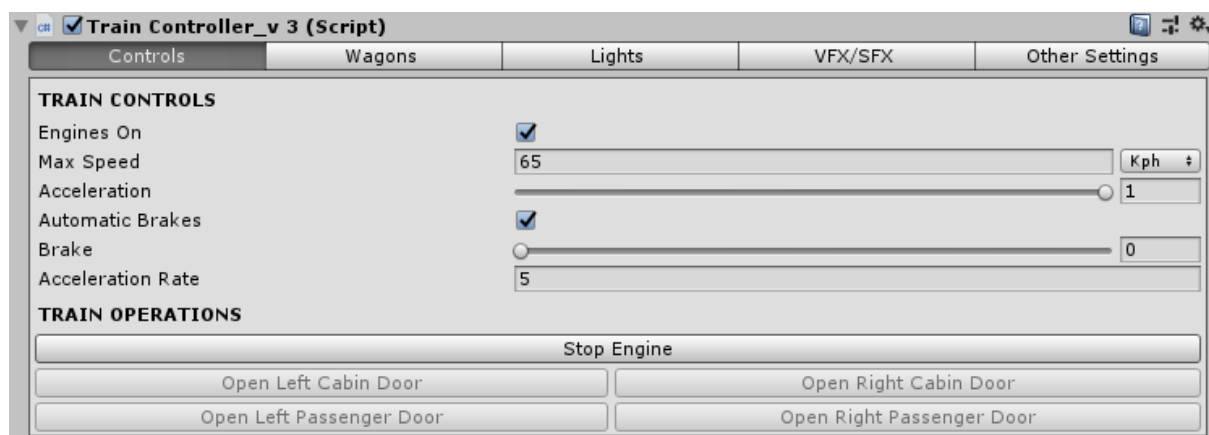 C# Train Controller_v 3 (Script)
Controls Wagons Lights VFX/SFX Other Settings
TRAIN CONTROLS
Engines On
Max Speed 65 Kph
Acceleration 1
Automatic Brakes
Brake 0
Acceleration Rate 5
TRAIN OPERATIONS
Stop Engine
Open Left Cabin Door Open Right Cabin Door
Open Left Passenger Door Open Right Passenger Door